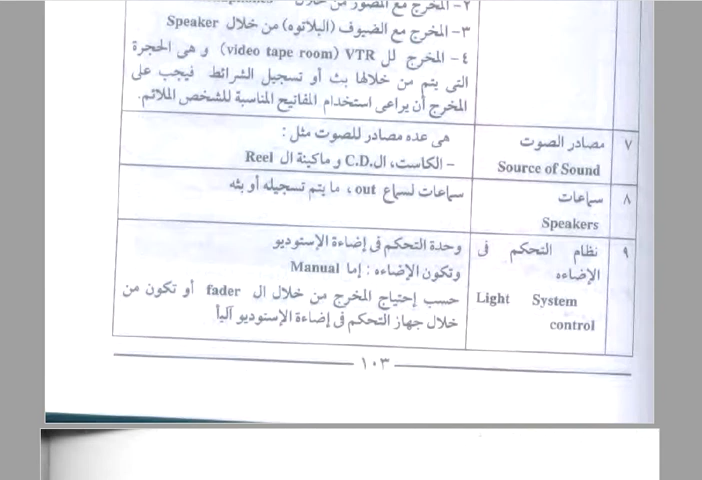 ٢- المخرج مع المصور من خلال
٣- المخرج مع الضيوف (البلاتوه) من خلال Speaker
٤- المخرج لل VTR (video tape room) و هى الحجرة
التى يتم من خلالها بث أو تسجيل الشرائط فيجب على
المخرج أن يراعى استخدام المفاتيح المناسبة للشخص الملائم.
٧
مصادر الصوت
Source of Sound
هى عده مصادر للصوت مثل :
- الكاست، الC.D. و ماكينة ال Reel
٨
سماعات
Speakers
سماعات لسماع out ، ما يتم تسجيله أو بثه
٩
نظام التحكم فى
الإضاءه
Light System
control
وحدة التحكم فى إضاءة الإستوديو
وتكون الإضاءه : إما Manual
حسب إحتياج المخرج من خلال ال fader أو تكون من
خلال جهاز التحكم فى إضاءة الإستوديو آلياً
١٠٣